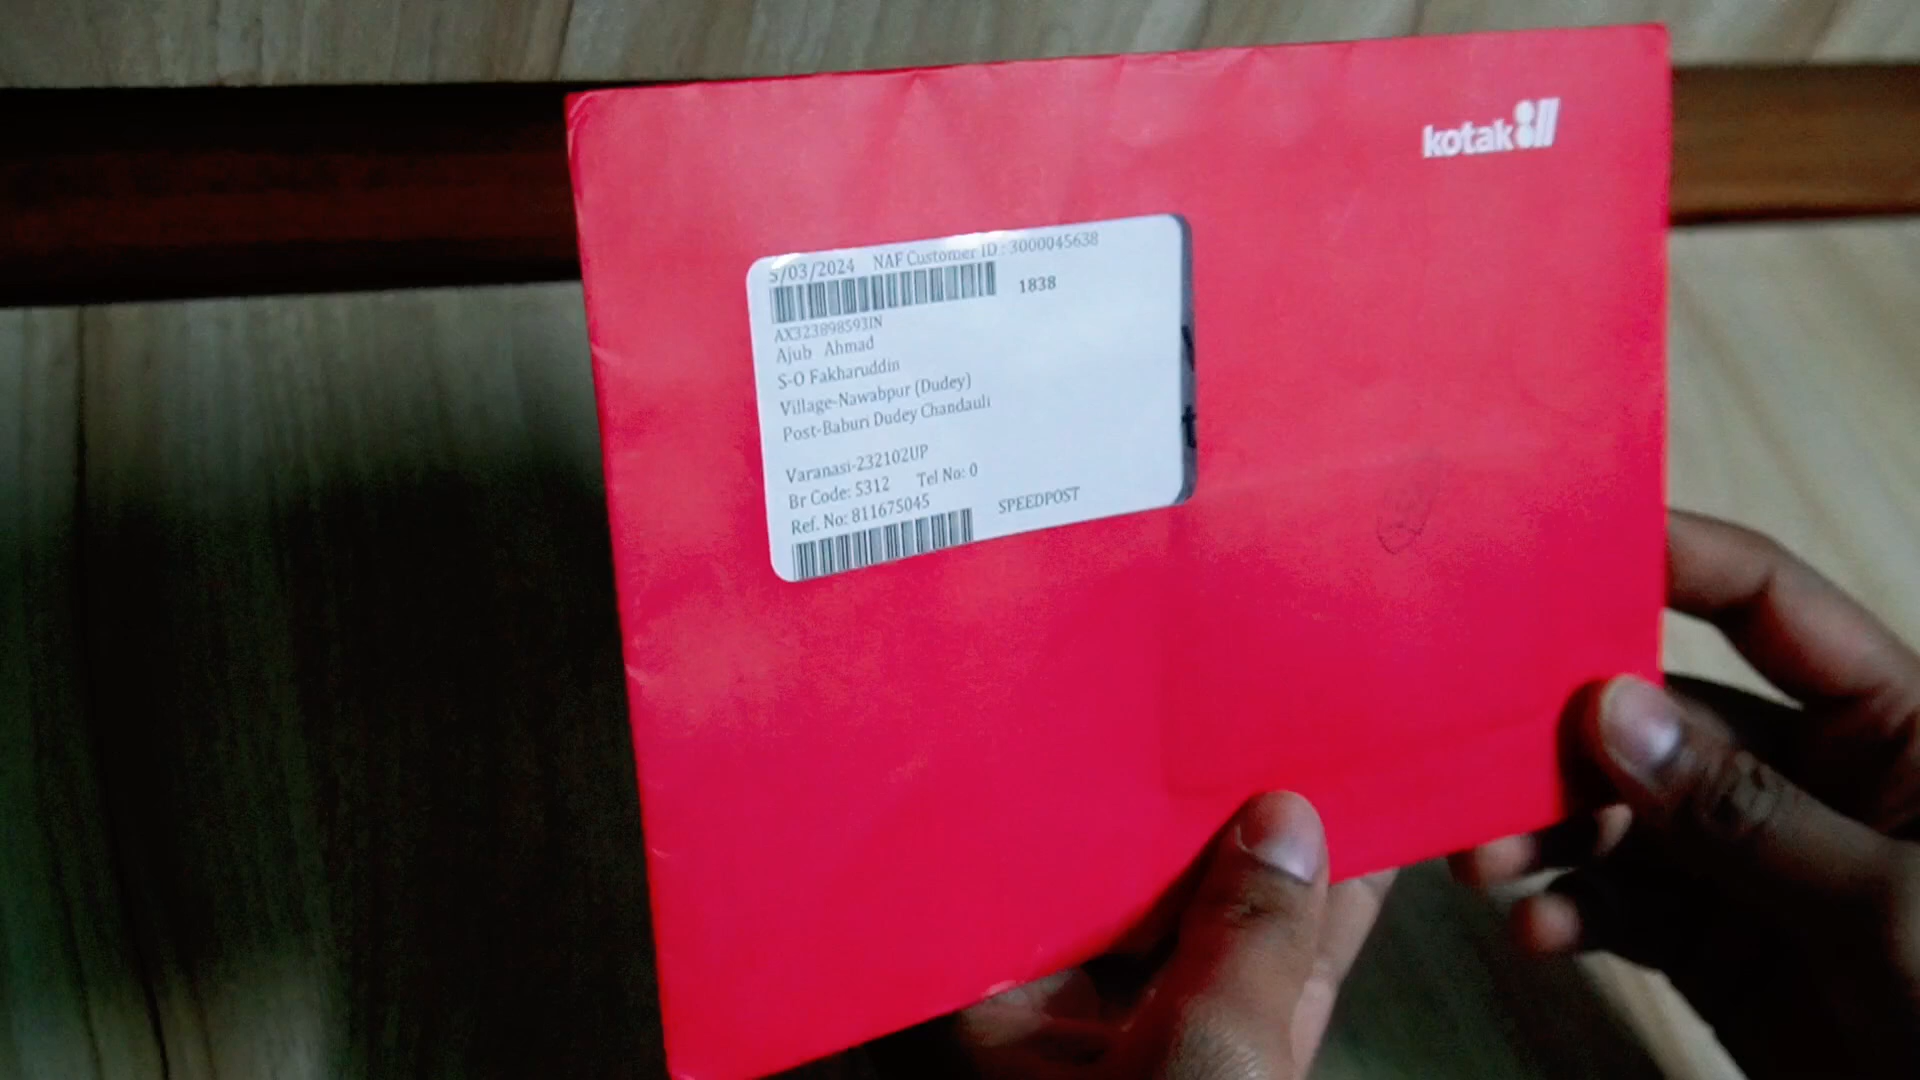 kotak 811
5/03/2024 NAF Customer ID : 3000045638
1838
AX323898593IN
Ajub Ahmad
S-O Fakharuddin
Village-Nawabpur (Dudey)
Post-Baburi Dudey Chandauli
Varanasi-232102UP
Br Code: 5312 Tel No: 0
Ref. No: 811675045 SPEEDPOST